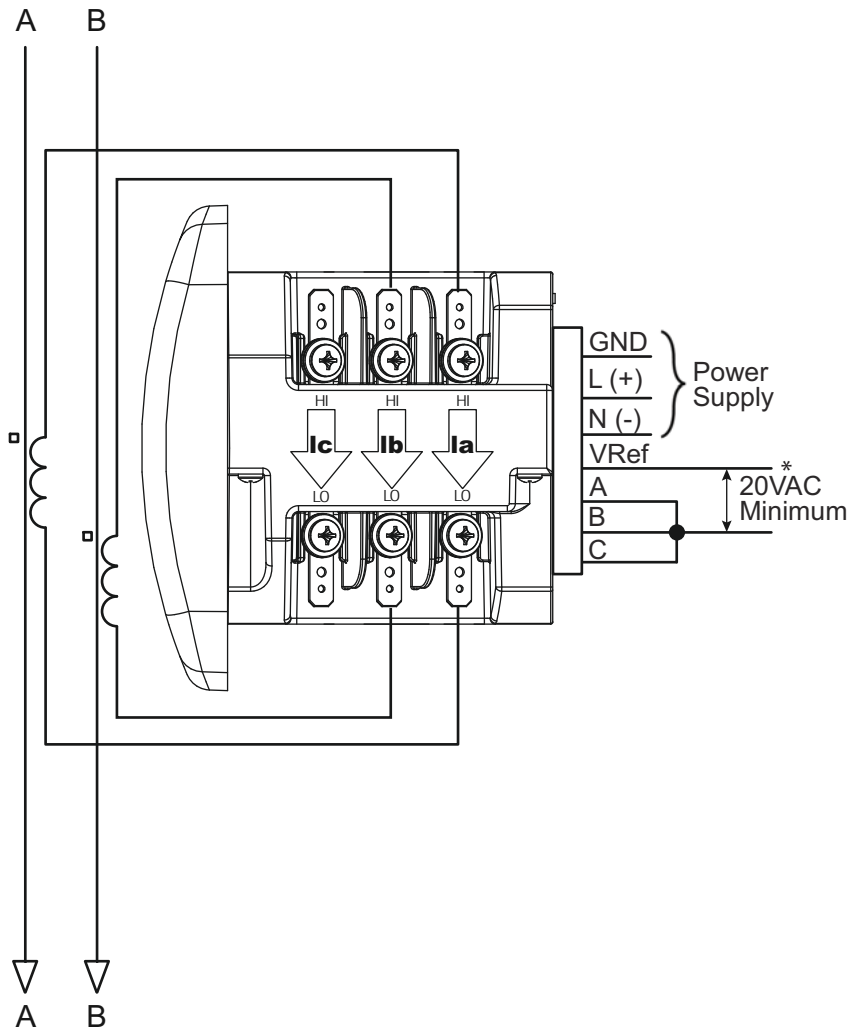 A B
GND
L (+)
N (-)
Power
Supply
HI HI HI
Ic Ib Ia
LO LO LO
VRef
A
B
C
*
20VAC
Minimum
A B